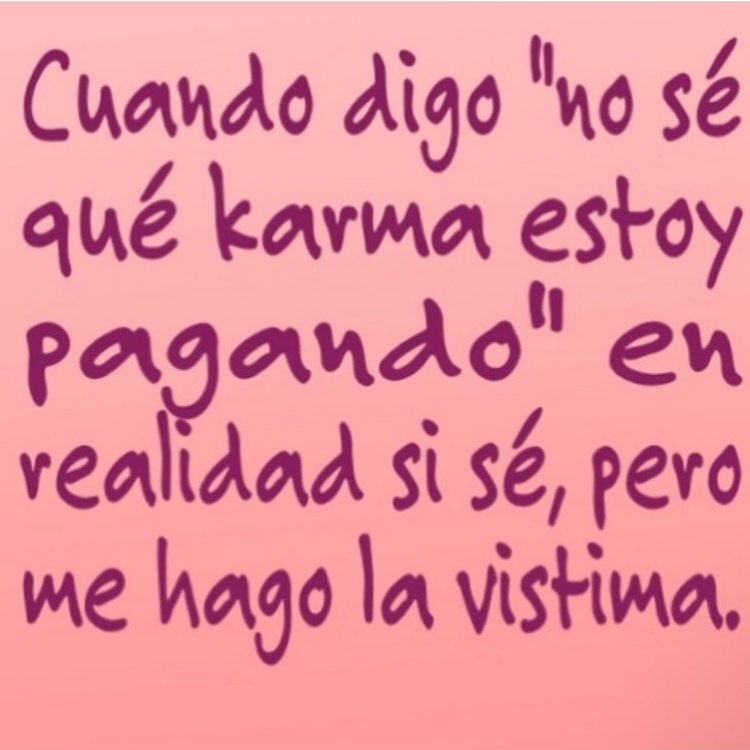 Cuando digo "no sé
qué karma estoy
pagando" en
realidad si sé, pero
me hago la vistima.